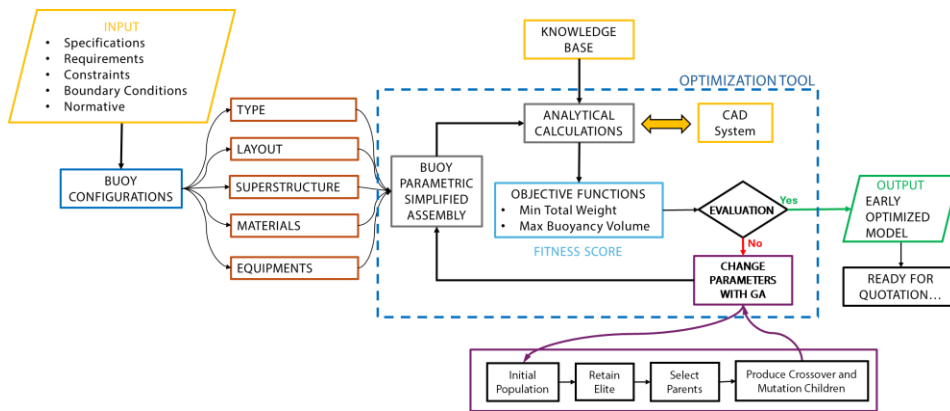 INPUT
• Specifications
• Requirements
• Constraints
• Boundary Conditions
• Normative
BUOY
CONFIGURATIONS
TYPE
LAYOUT
SUPERSTRUCTURE
MATERIALS
EQUIPMENTS
BUOY
PARAMETRIC
SIMPLIFIED
ASSEMBLY
KNOWLEDGE
BASE
OPTIMIZATION TOOL
ANALYTICAL
CALCULATIONS
CAD
System
OBJECTIVE FUNCTIONS
• Min Total Weight
• Max Buoyancy Volume
FITNESS SCORE
EVALUATION
Yes
No
CHANGE
PARAMETERS
WITH GA
OUTPUT
EARLY
OPTIMIZED
MODEL
READY FOR
QUOTATION...
Initial
Population
Retain
Elite
Select
Parents
Produce Crossover and
Mutation Children